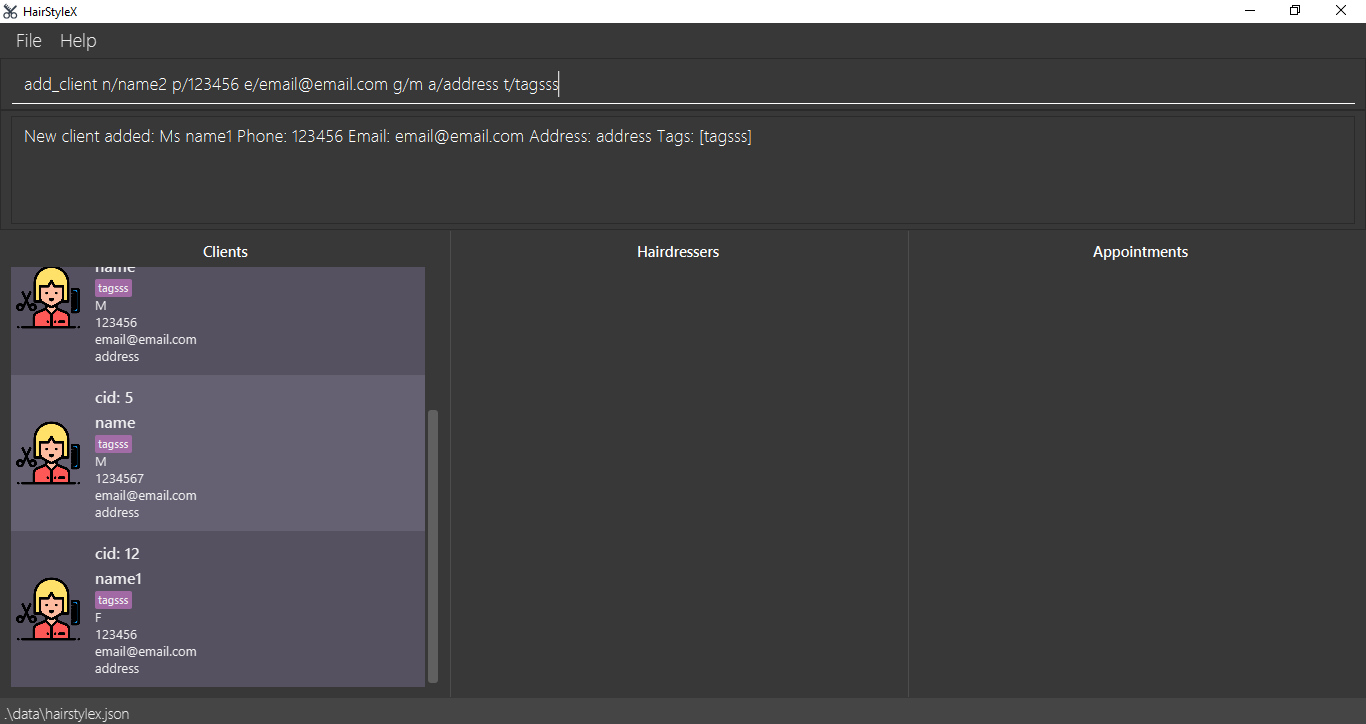 HairStyleX
File Help
add_client n/name2 p/123456 e/email@email.com g/m a/address t/tagsss
New client added: Ms name1 Phone: 123456 Email: email@email.com Address: address Tags: [tagsss]
Clients
name
tagsss
M
123456
email@email.com
address
cid: 5
name
tagsss
M
1234567
email@email.com
address
cid: 12
name1
tagsss
F
123456
email@email.com
address
Hairdressers
Appointments
.\data\hairstylex.json